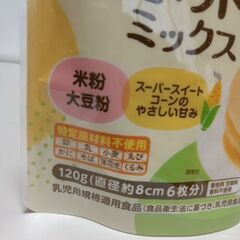 ミックス
米粉
大豆粉
スーパースイート
コーンの
やさしい甘み
特定原材料不使用
卵 乳 小麦 えび
かに そば 落花生 くるみ
120g(直径約8cm 6枚分)
乳児用規格適用食品(食品衛生法に基づき、乳児用食品